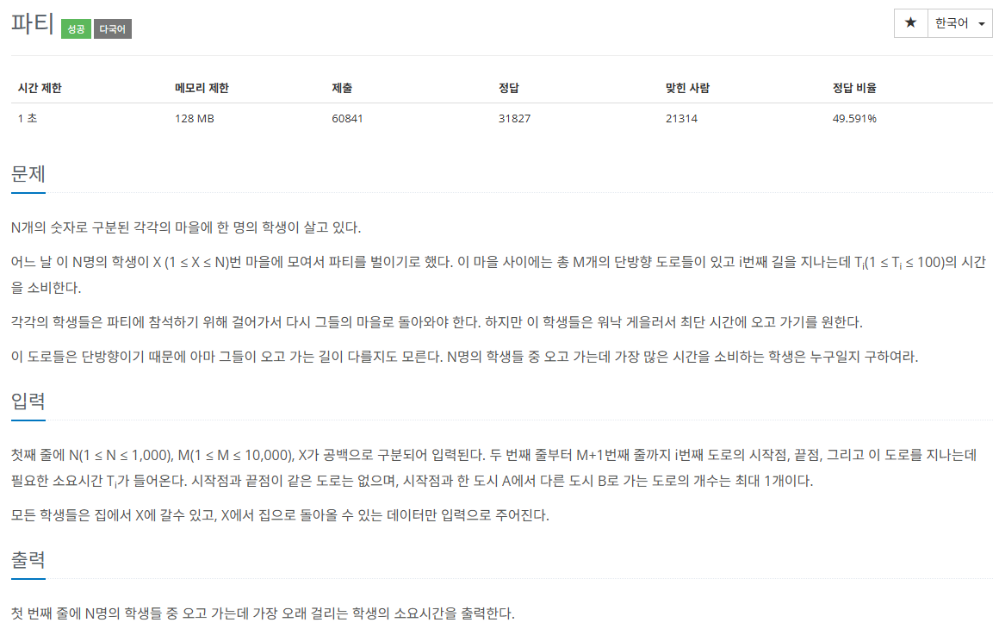 파티 성공 다국어
★ 한국어
시간 제한 메모리 제한 제출 정답 맞힌 사람 정답 비율
1 초 128 MB 60841 31827 21314 49.591%
문제
N개의 숫자로 구분된 각각의 마을에 한 명의 학생이 살고 있다.
어느 날 이 N명의 학생이 X (1 ≤ X ≤ N)번 마을에 모여서 파티를 벌이기로 했다. 이 마을 사이에는 총 M개의 단방향 도로들이 있고 i번째 길을 지나는데 Ti(1 ≤ Ti ≤ 100)의 시간
을 소비한다.
각각의 학생들은 파티에 참석하기 위해 걸어가서 다시 그들의 마을로 돌아와야 한다. 하지만 이 학생들은 워낙 게을러서 최단 시간에 오고 가기를 원한다.
이 도로들은 단방향이기 때문에 아마 그들이 오고 가는 길이 다를지도 모른다. N명의 학생들 중 오고 가는데 가장 많은 시간을 소비하는 학생은 누구일지 구하여라.
입력
첫째 줄에 N(1 ≤ N ≤ 1,000), M(1 ≤ M ≤ 10,000), X가 공백으로 구분되어 입력된다. 두 번째 줄부터 M+1번째 줄까지 i번째 도로의 시작점, 끝점, 그리고 이 도로를 지나는데
필요한 소요시간 Ti가 들어온다. 시작점과 끝점이 같은 도로는 없으며, 시작점과 한 도시 A에서 다른 도시 B로 가는 도로의 개수는 최대 1개이다.
모든 학생들은 집에서 X에 갈수 있고, X에서 집으로 돌아올 수 있는 데이터만 입력으로 주어진다.
출력
첫 번째 줄에 N명의 학생들 중 오고 가는데 가장 오래 걸리는 학생의 소요시간을 출력한다.